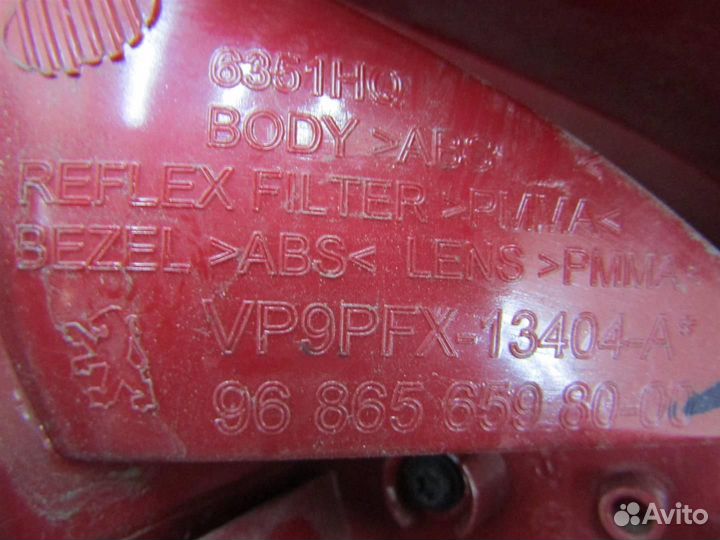 6351HQ
BODY >ABS
REFLEX FILTER >PMMA<
BEZEL >ABS< LENS >PMMA
VP9PFX-13404-A*
96 865 659 80-00
Avito